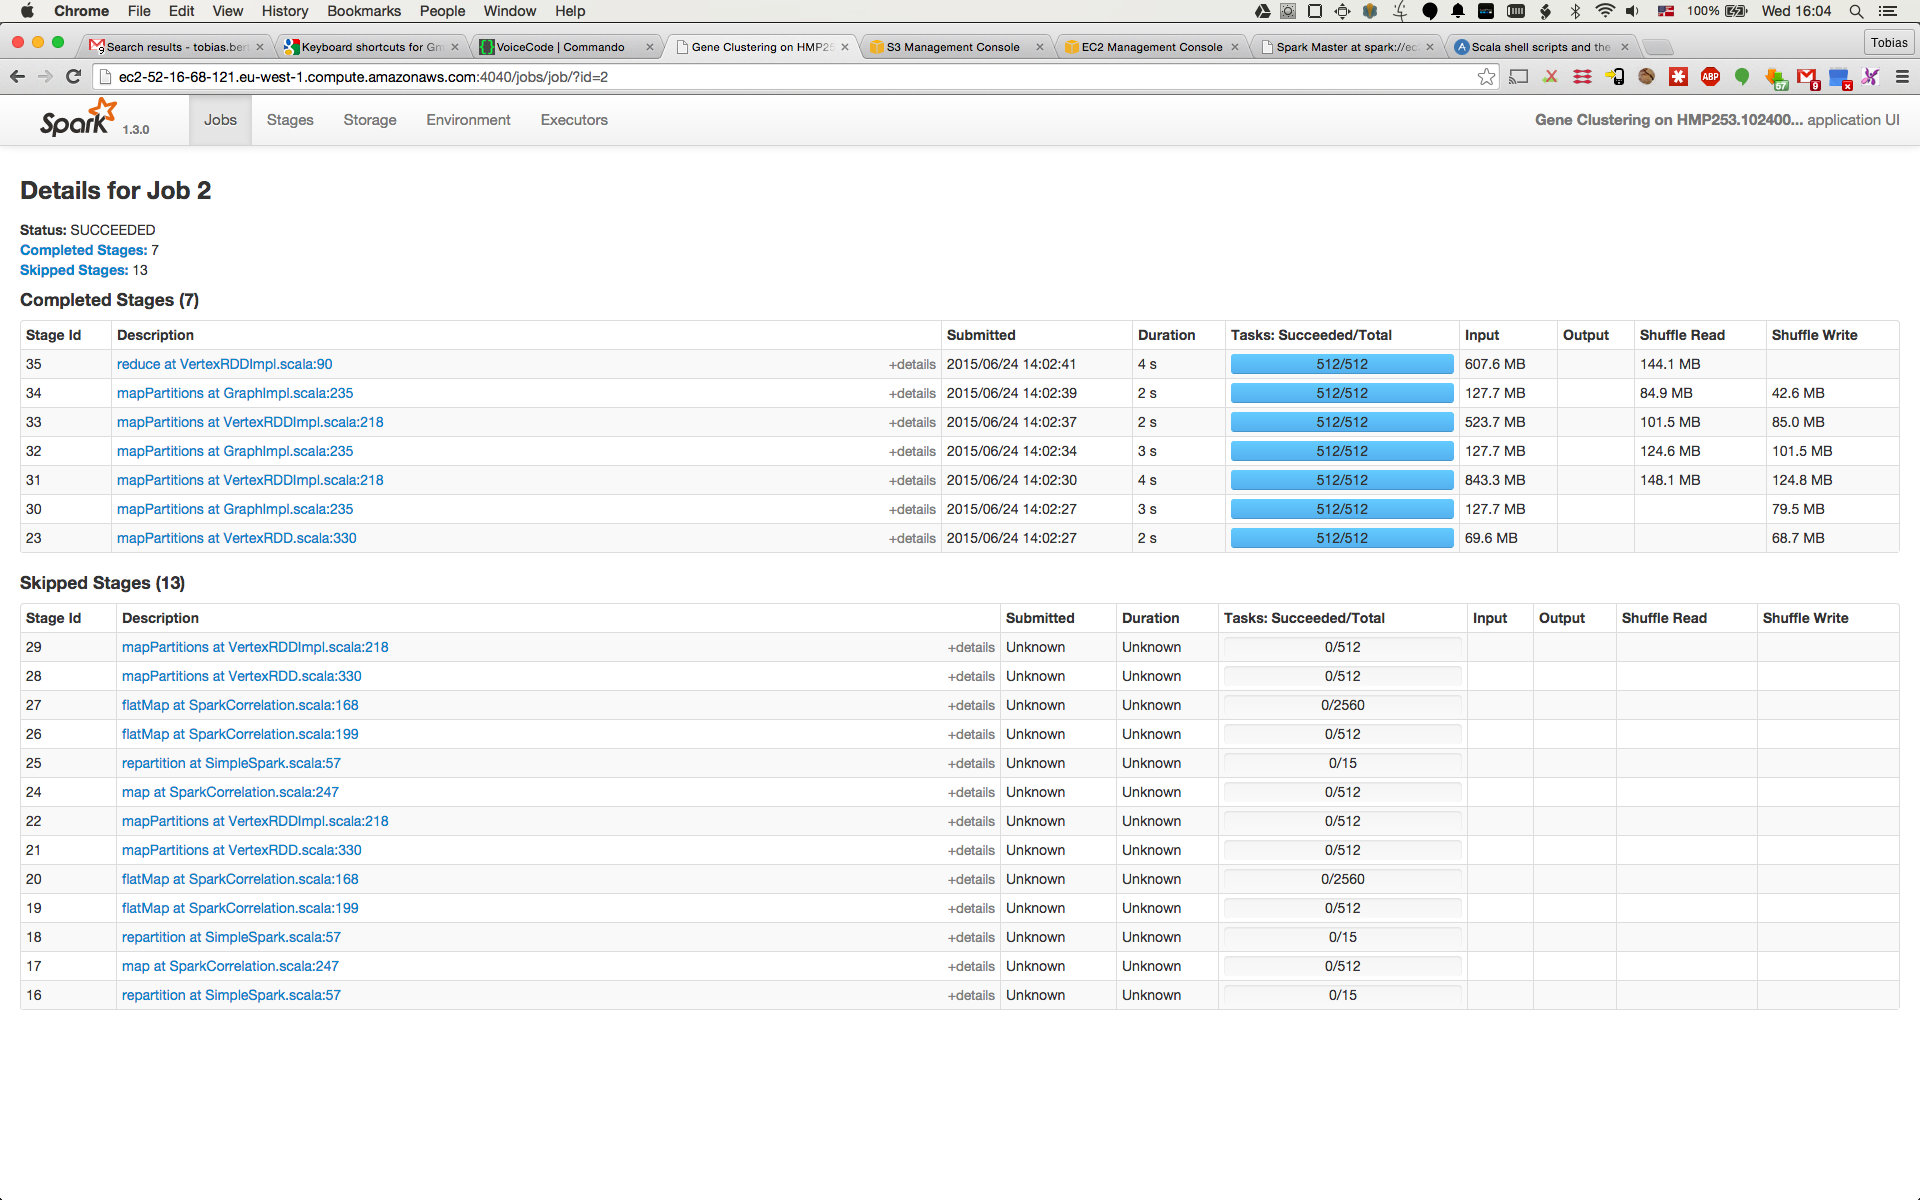 Chrome File Edit View History Bookmarks People Window Help 100% Wed 16:04
Search results - tobias.ber Keyboard shortcuts for Gm VoiceCode | Commando Gene Clustering on HMP25 S3 Management Console EC2 Management Console Spark Master at spark://ec Scala shell scripts and the Tobias
ec2-52-16-68-121.eu-west-1.compute.amazonaws.com:4040/jobs/job/?id=2
Spark 1.3.0 Jobs Stages Storage Environment Executors Gene Clustering on HMP253.102400... application UI
Details for Job 2
Status: SUCCEEDED
Completed Stages: 7
Skipped Stages: 13
Completed Stages (7)
Stage Id Description Submitted Duration Tasks: Succeeded/Total Input Output Shuffle Read Shuffle Write
35 reduce at VertexRDDImpl.scala:90 +details 2015/06/24 14:02:41 4 s 512/512 607.6 MB 144.1 MB
34 mapPartitions at GraphImpl.scala:235 +details 2015/06/24 14:02:39 2 s 512/512 127.7 MB 84.9 MB 42.6 MB
33 mapPartitions at VertexRDDImpl.scala:218 +details 2015/06/24 14:02:37 2 s 512/512 523.7 MB 101.5 MB 85.0 MB
32 mapPartitions at GraphImpl.scala:235 +details 2015/06/24 14:02:34 3 s 512/512 127.7 MB 124.6 MB 101.5 MB
31 mapPartitions at VertexRDDImpl.scala:218 +details 2015/06/24 14:02:30 4 s 512/512 843.3 MB 148.1 MB 124.8 MB
30 mapPartitions at GraphImpl.scala:235 +details 2015/06/24 14:02:27 3 s 512/512 127.7 MB 79.5 MB
23 mapPartitions at VertexRDD.scala:330 +details 2015/06/24 14:02:27 2 s 512/512 69.6 MB 68.7 MB
Skipped Stages (13)
Stage Id Description Submitted Duration Tasks: Succeeded/Total Input Output Shuffle Read Shuffle Write
29 mapPartitions at VertexRDDImpl.scala:218 +details Unknown Unknown 0/512
28 mapPartitions at VertexRDD.scala:330 +details Unknown Unknown 0/512
27 flatMap at SparkCorrelation.scala:168 +details Unknown Unknown 0/2560
26 flatMap at SparkCorrelation.scala:199 +details Unknown Unknown 0/512
25 repartition at SimpleSpark.scala:57 +details Unknown Unknown 0/15
24 map at SparkCorrelation.scala:247 +details Unknown Unknown 0/512
22 mapPartitions at VertexRDDImpl.scala:218 +details Unknown Unknown 0/512
21 mapPartitions at VertexRDD.scala:330 +details Unknown Unknown 0/512
20 flatMap at SparkCorrelation.scala:168 +details Unknown Unknown 0/2560
19 flatMap at SparkCorrelation.scala:199 +details Unknown Unknown 0/512
18 repartition at SimpleSpark.scala:57 +details Unknown Unknown 0/15
17 map at SparkCorrelation.scala:247 +details Unknown Unknown 0/512
16 repartition at SimpleSpark.scala:57 +details Unknown Unknown 0/15